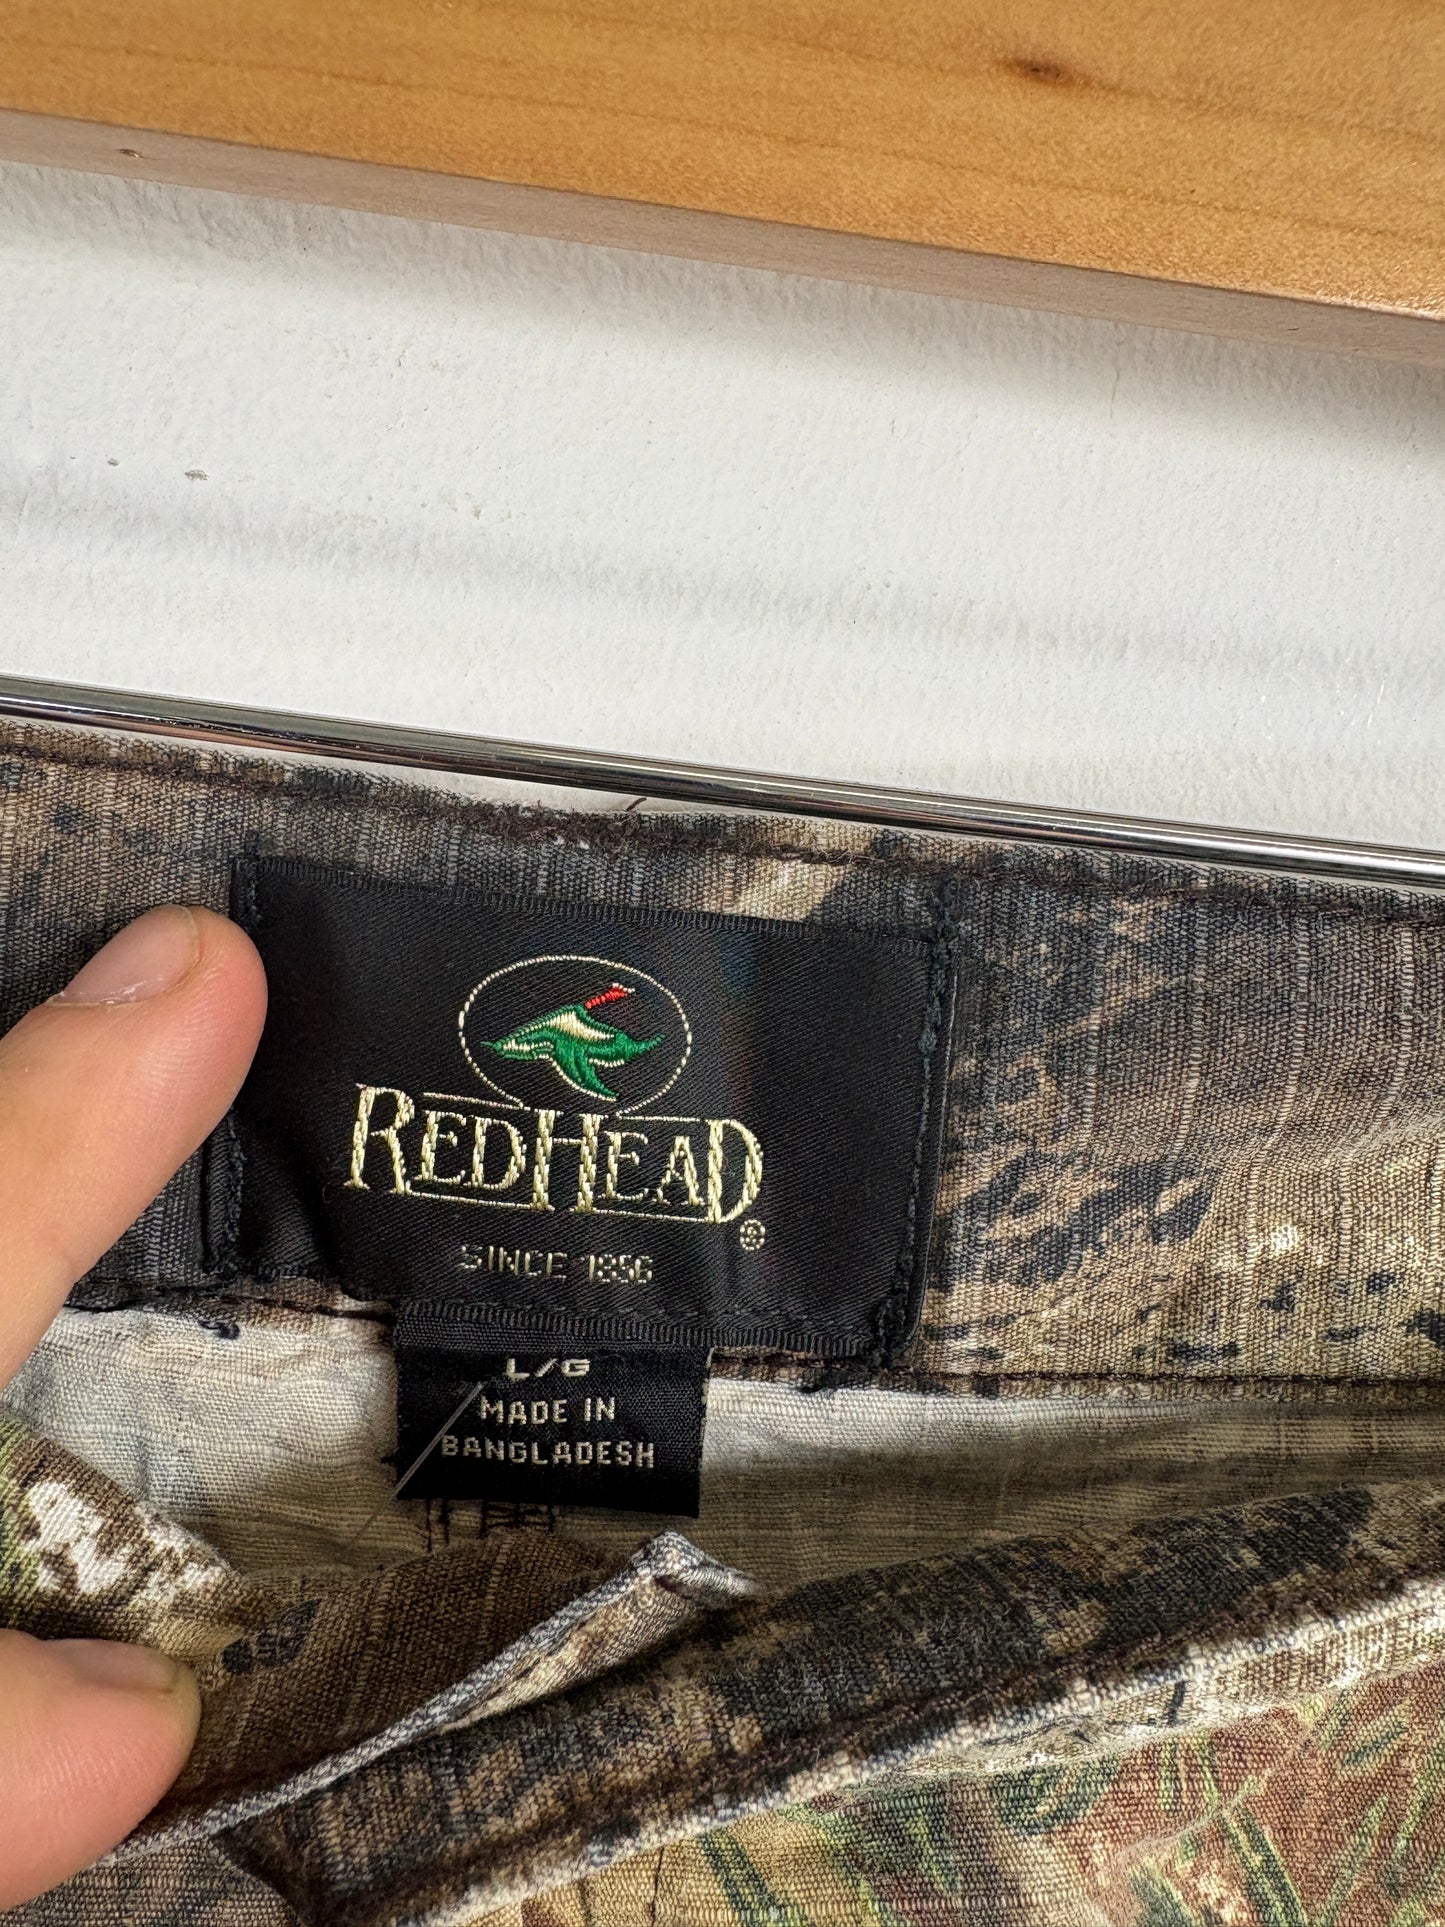 REDHEAD®
SINCE 1856
L/G
MADE IN
BANGLADESH